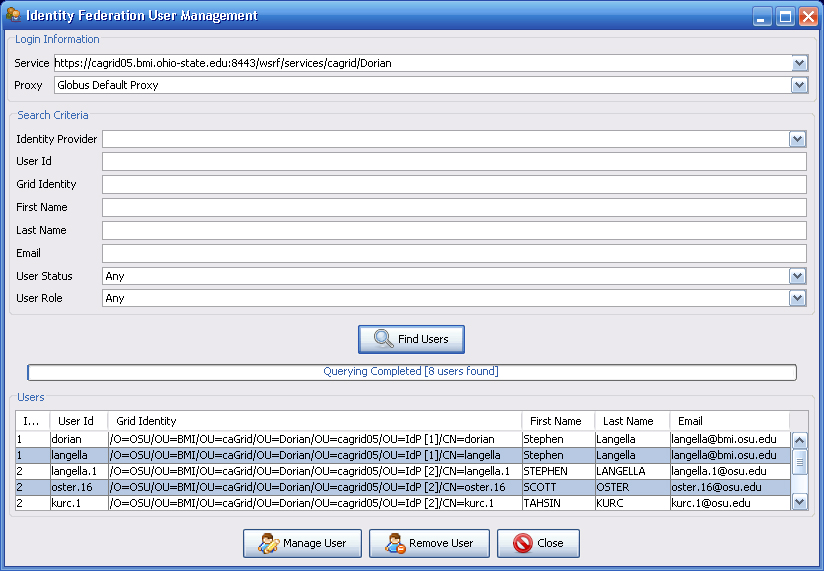 Identity Federation User Management
Login Information
Service https://cagrid05.bmi.ohio-state.edu:8443/wsrf/services/cagrid/Dorian
Proxy Globus Default Proxy
Search Criteria
Identity Provider
User Id
Grid Identity
First Name
Last Name
Email
User Status Any
User Role Any
Find Users
Querying Completed [8 users found]
Users
I... User Id Grid Identity First Name Last Name Email
1 dorian /O=OSU/OU=BMI/OU=caGrid/OU=Dorian/OU=cagrid05/OU=IdP [1]/CN=dorian Stephen Langella langella@bmi.osu.edu
1 langella /O=OSU/OU=BMI/OU=caGrid/OU=Dorian/OU=cagrid05/OU=IdP [1]/CN=langella Stephen Langella langella@bmi.osu.edu
2 langella.1 /O=OSU/OU=BMI/OU=caGrid/OU=Dorian/OU=cagrid05/OU=IdP [2]/CN=langella.1 STEPHEN LANGELLA langella.1@osu.edu
2 oster.16 /O=OSU/OU=BMI/OU=caGrid/OU=Dorian/OU=cagrid05/OU=IdP [2]/CN=oster.16 SCOTT OSTER oster.16@osu.edu
2 kurc.1 /O=OSU/OU=BMI/OU=caGrid/OU=Dorian/OU=cagrid05/OU=IdP [2]/CN=kurc.1 TAHSIN KURC kurc.1@osu.edu
Manage User Remove User Close